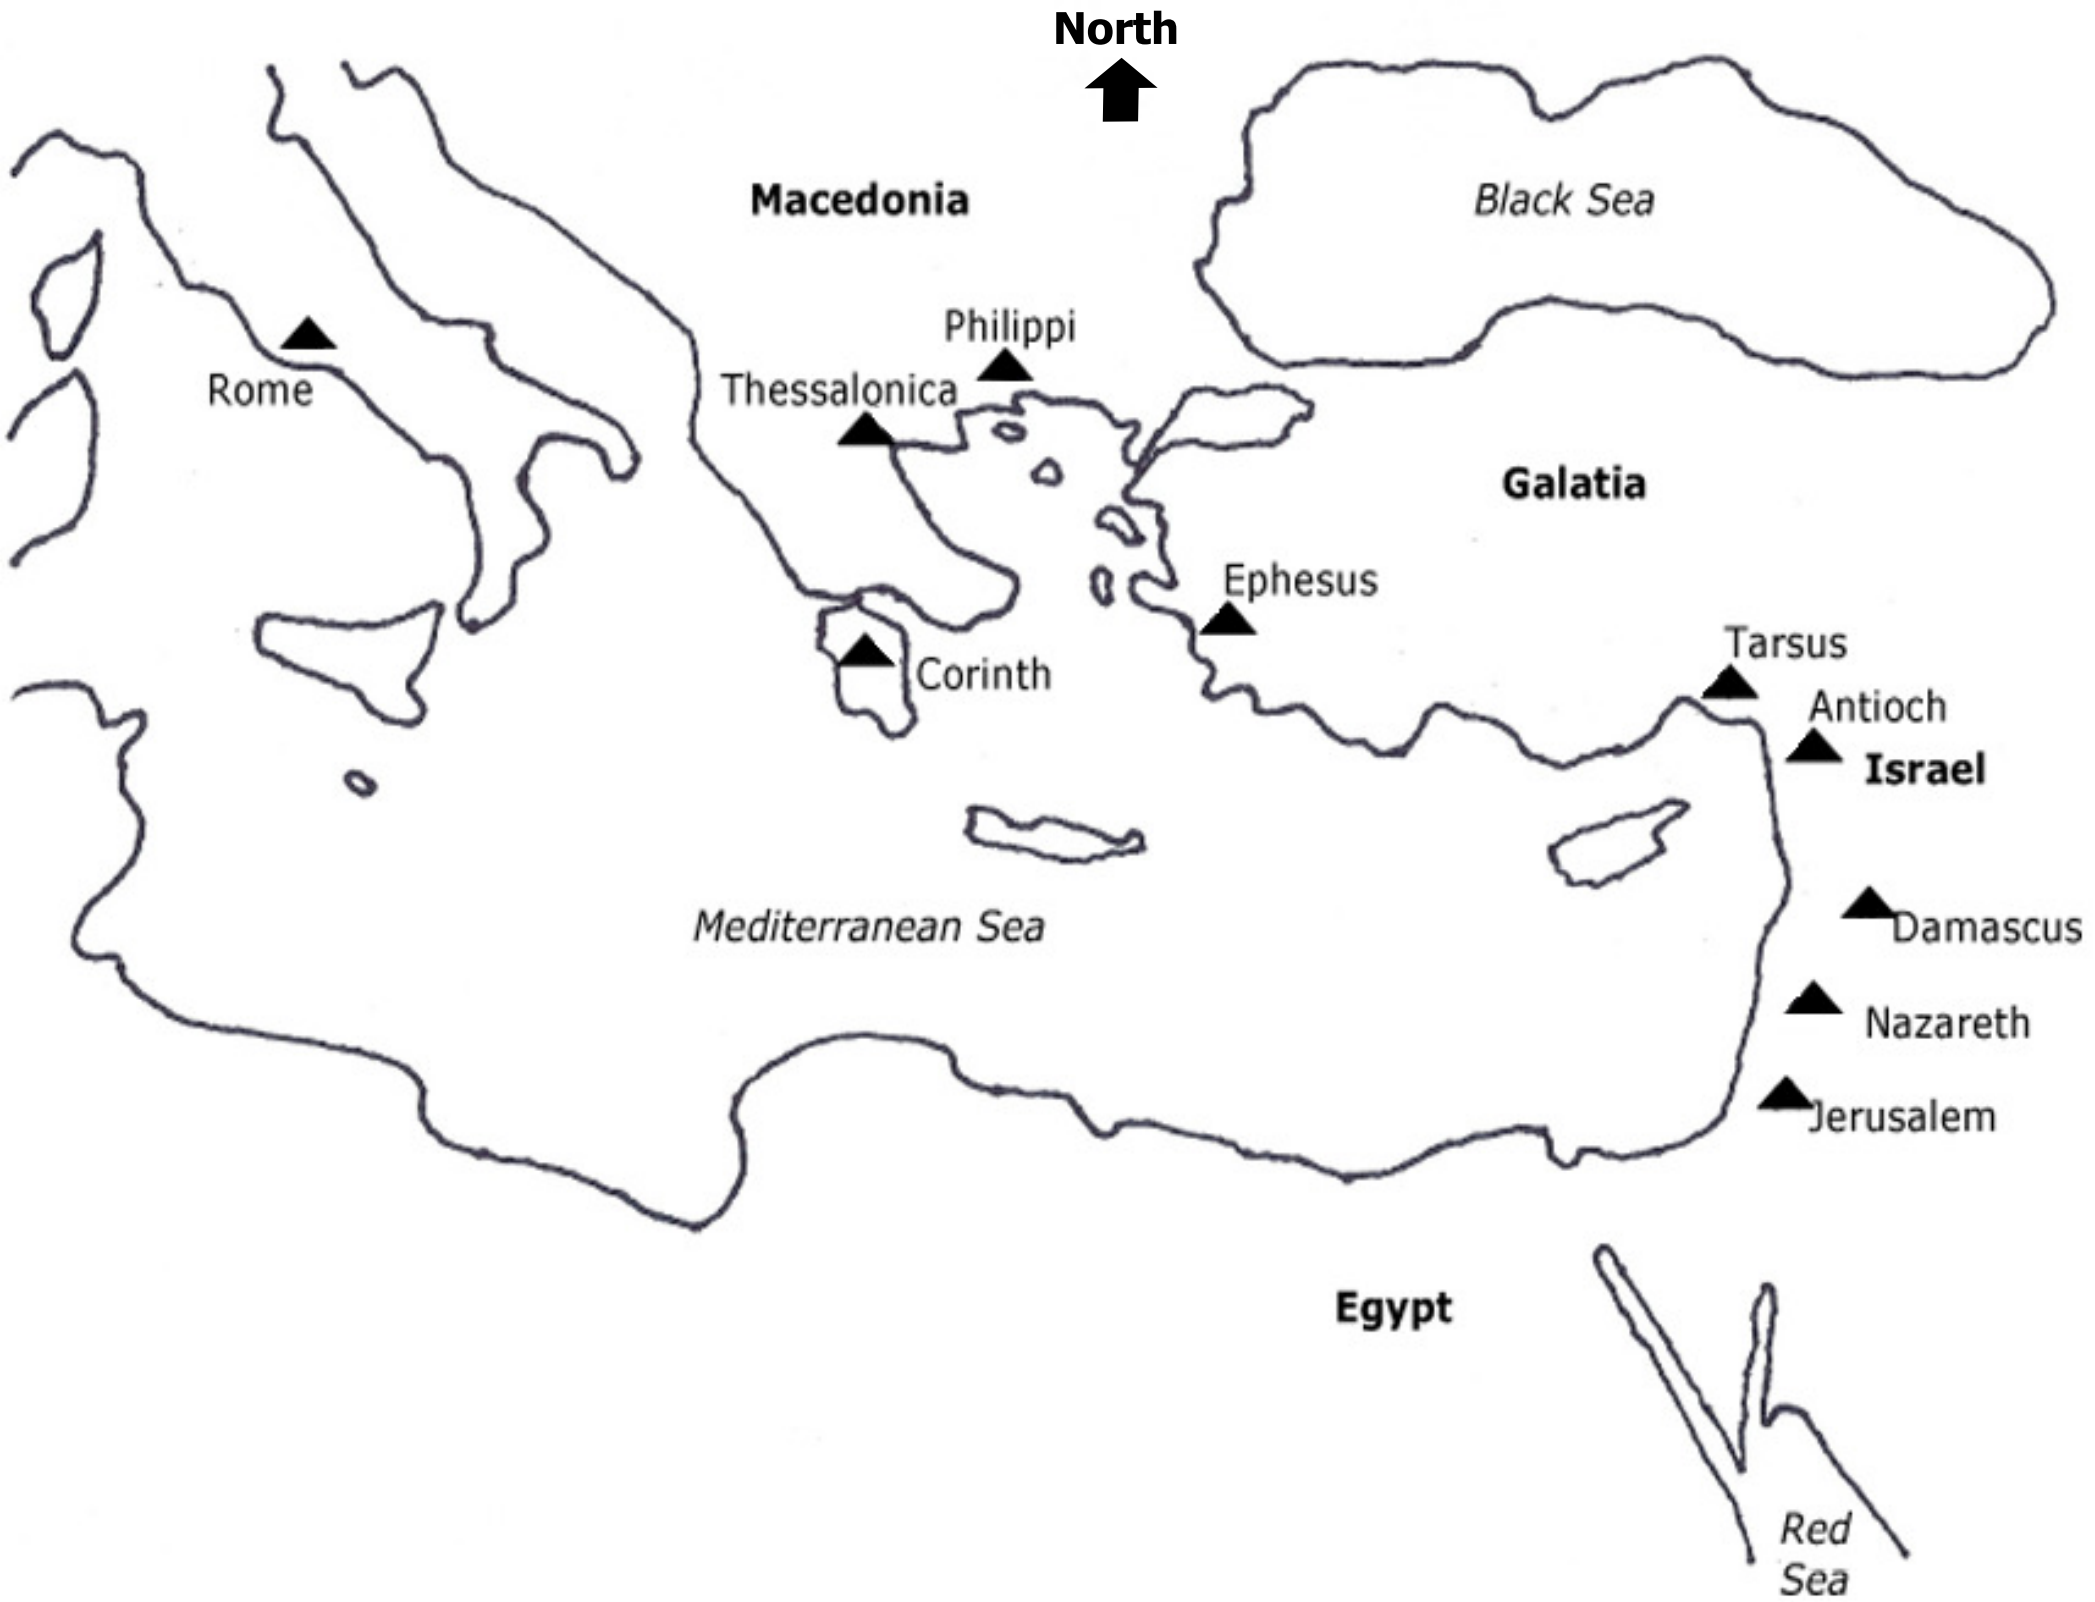 North
Macedonia
Black Sea
Philippi
Thessalonica
Rome
Galatia
Ephesus
Tarsus
Corinth
Antioch
Israel
Mediterranean Sea
Damascus
Nazareth
Jerusalem
Egypt
Red
Sea